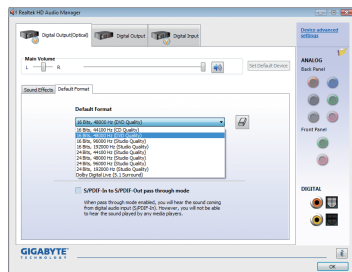 Realtek HD Audio Manager
Digital Output(Optical)
Digital Output
Digital Input
Device advanced settings
Main Volume
L
R
Set Default Device
Sound Effects
Default Format
Default Format
16 Bits, 48000 Hz (DVD Quality)
16 Bits, 44100 Hz (CD Quality)
16 Bits, 48000 Hz (DVD Quality)
16 Bits, 96000 Hz (Studio Quality)
16 Bits, 192000 Hz (Studio Quality)
24 Bits, 44100 Hz (Studio Quality)
24 Bits, 48000 Hz (Studio Quality)
24 Bits, 96000 Hz (Studio Quality)
24 Bits, 192000 Hz (Studio Quality)
Dolby Digital Live (5.1 Surround)
S/PDIF-In to S/PDIF-Out pass through mode
When pass through mode enabled, you will hear the sound coming
from digital audio input (S/PDIF-In). However, you will not be able
to hear the sound played by any media players.
ANALOG
Back Panel
Front Panel
DIGITAL
GIGABYTE
TECHNOLOGY
OK